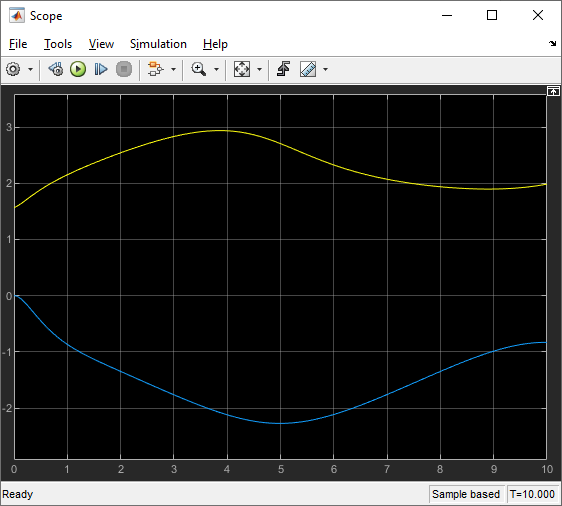 Scope
File Tools View Simulation Help
3
2
1
0
-1
-2
0 1 2 3 4 5 6 7 8 9 10
Ready Sample based T=10.000